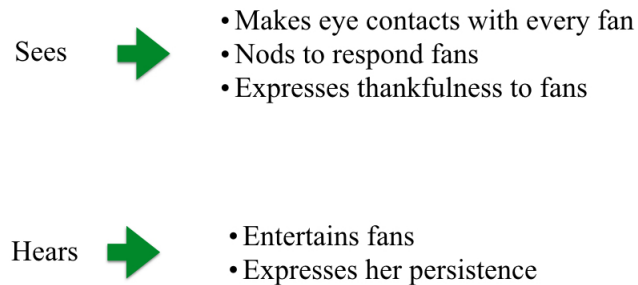 Sees
• Makes eye contacts with every fan
• Nods to respond fans
• Expresses thankfulness to fans
Hears
• Entertains fans
• Expresses her persistence